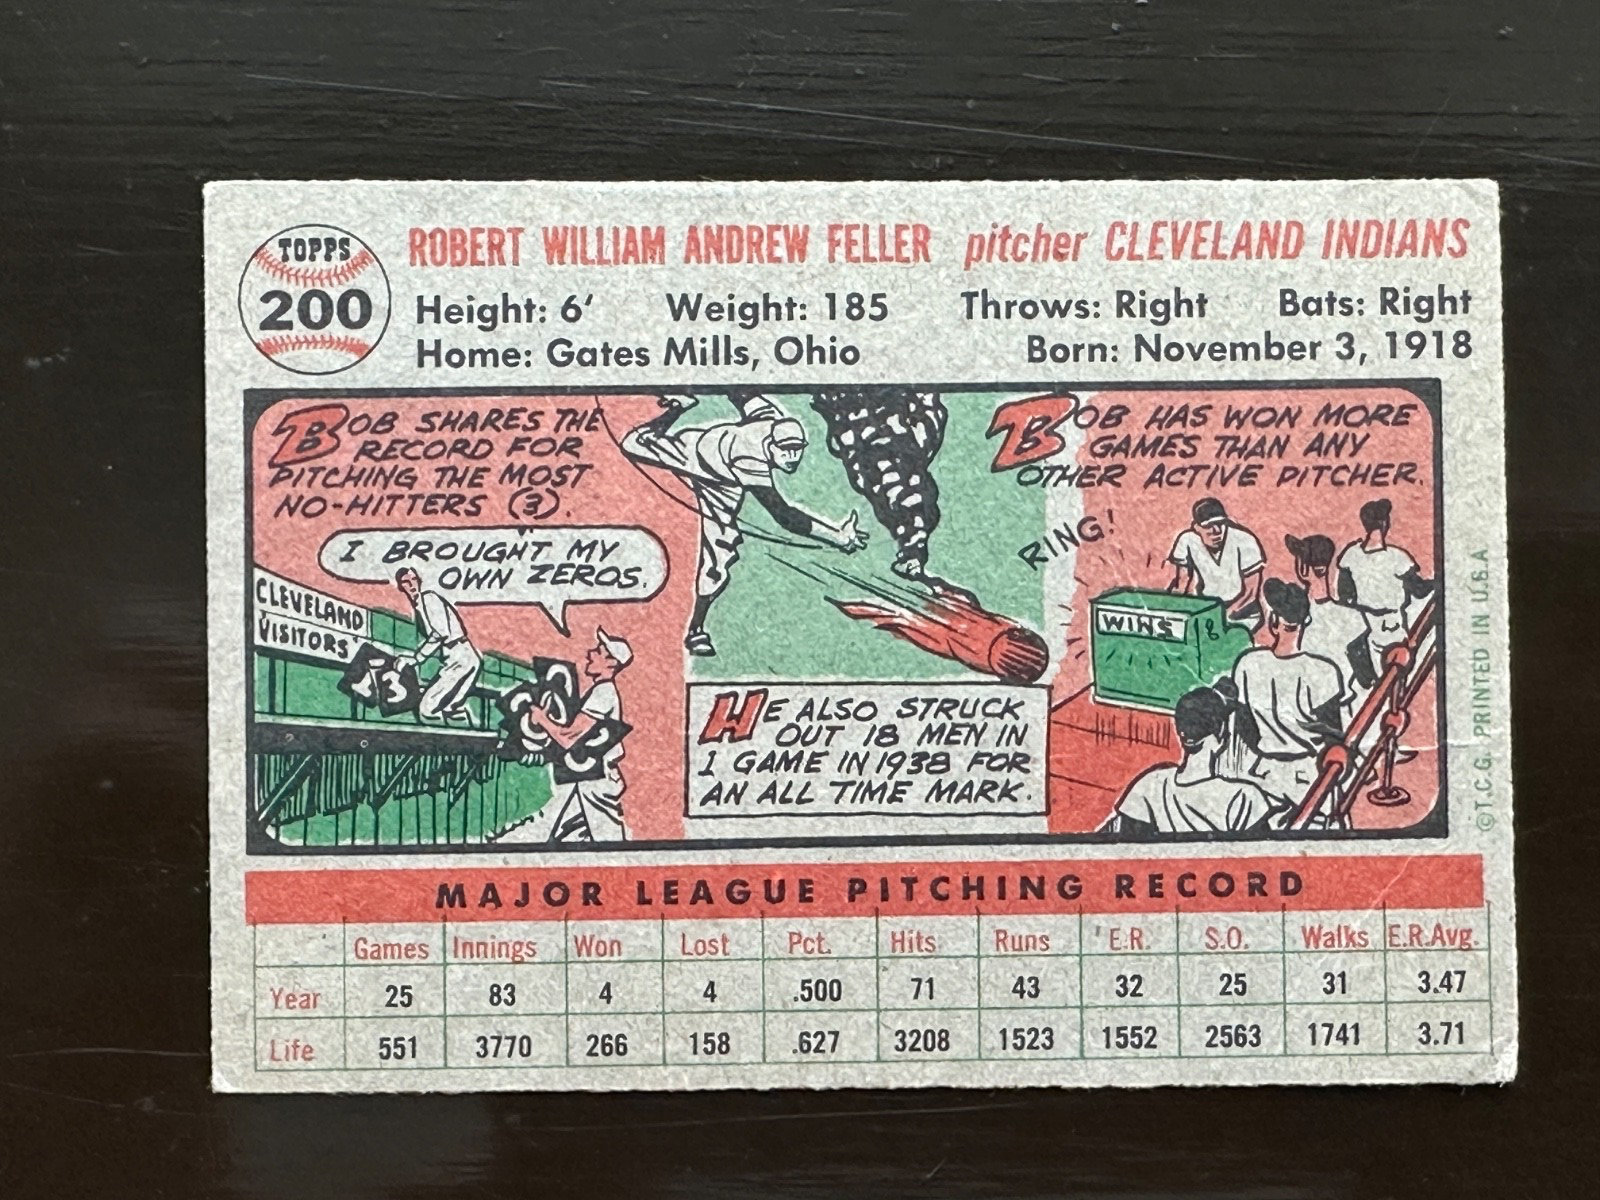 TOPPS
200
ROBERT WILLIAM ANDREW FELLER pitcher CLEVELAND INDIANS
Height: 6' Weight: 185 Throws: Right Bats: Right
Home: Gates Mills, Ohio Born: November 3, 1918
BOB SHARES THE
RECORD FOR
PITCHING THE MOST
NO-HITTERS (3).
I BROUGHT MY
OWN ZEROS.
CLEVELAND
VISITORS
HE ALSO STRUCK
OUT 18 MEN IN
1 GAME IN 1938 FOR
AN ALL TIME MARK.
BOB HAS WON MORE
GAMES THAN ANY
OTHER ACTIVE PITCHER.
RING!
WINS
©T.C.G. PRINTED IN U.S.A.
MAJOR LEAGUE PITCHING RECORD
Games Innings Won Lost Pct. Hits Runs E.R. S.O. Walks E.R.Avg.
Year 25 83 4 4 .500 71 43 32 25 31 3.47
Life 551 3770 266 158 .627 3208 1523 1552 2563 1741 3.71